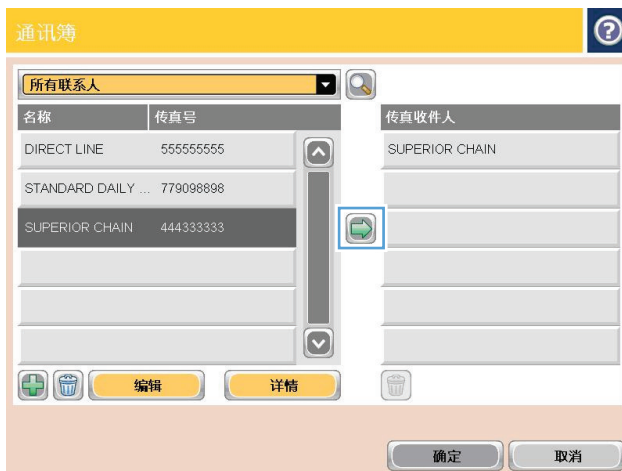 通讯簿
?
所有联系人
名称 传真号 传真收件人
DIRECT LINE 555555555 SUPERIOR CHAIN
STANDARD DAILY ... 779098898
SUPERIOR CHAIN 444333333
编辑 详情
确定 取消